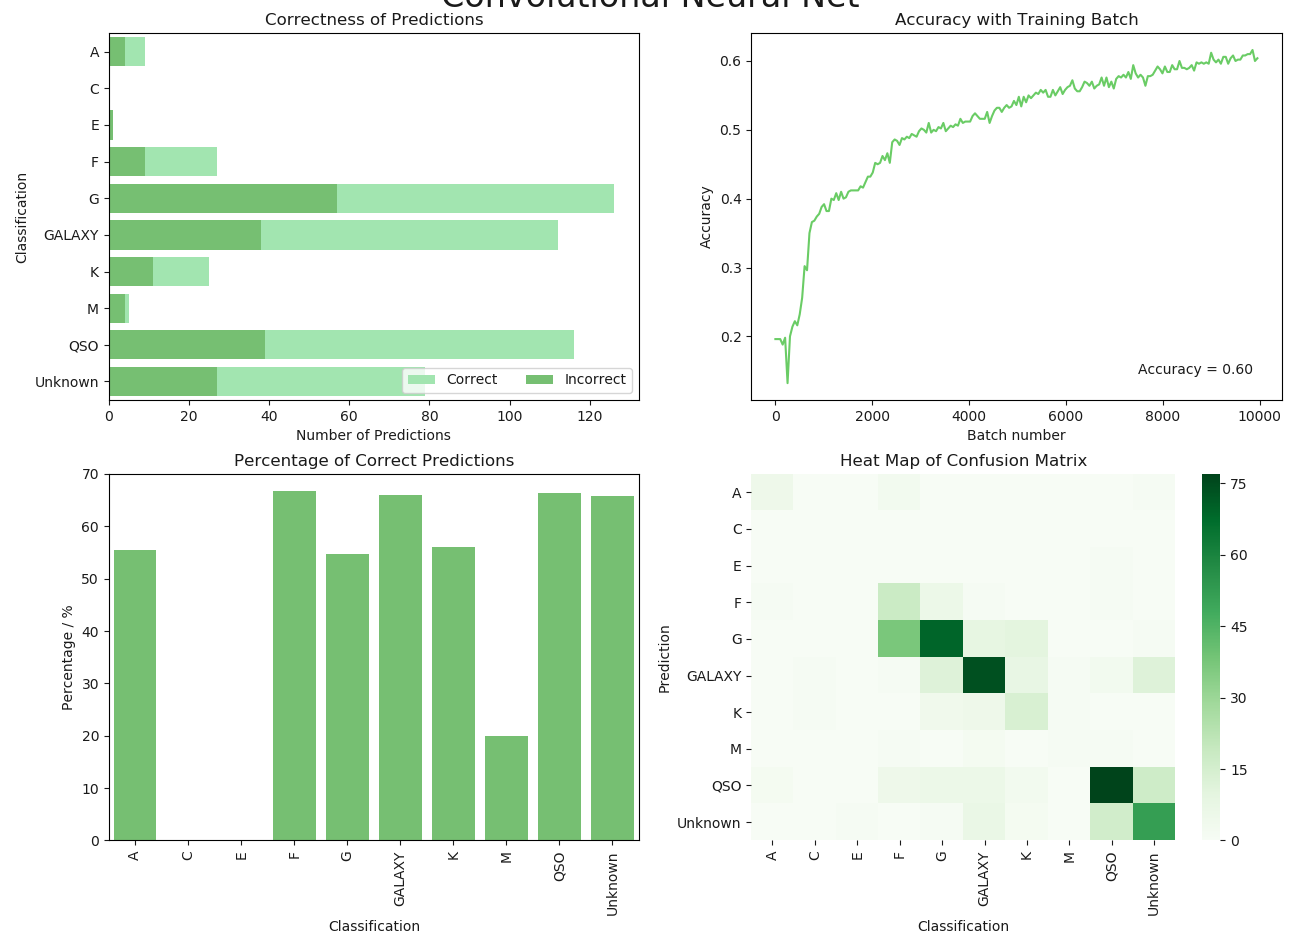 Convolutional Neural Net
Correctness of Predictions
Classification
A
C
E
F
G
GALAXY
K
M
QSO
Unknown
Correct Incorrect
0 20 40 60 80 100 120
Number of Predictions
Accuracy with Training Batch
Accuracy
0.6
0.5
0.4
0.3
0.2
Accuracy = 0.60
0 2000 4000 6000 8000 10000
Batch number
Percentage of Correct Predictions
Percentage / %
70
60
50
40
30
20
10
0
A C E F G GALAXY K M QSO Unknown
Classification
Heat Map of Confusion Matrix
Prediction
A
C
E
F
G
GALAXY
K
M
QSO
Unknown
A C E F G GALAXY K M QSO Unknown
Classification
75
60
45
30
15
0